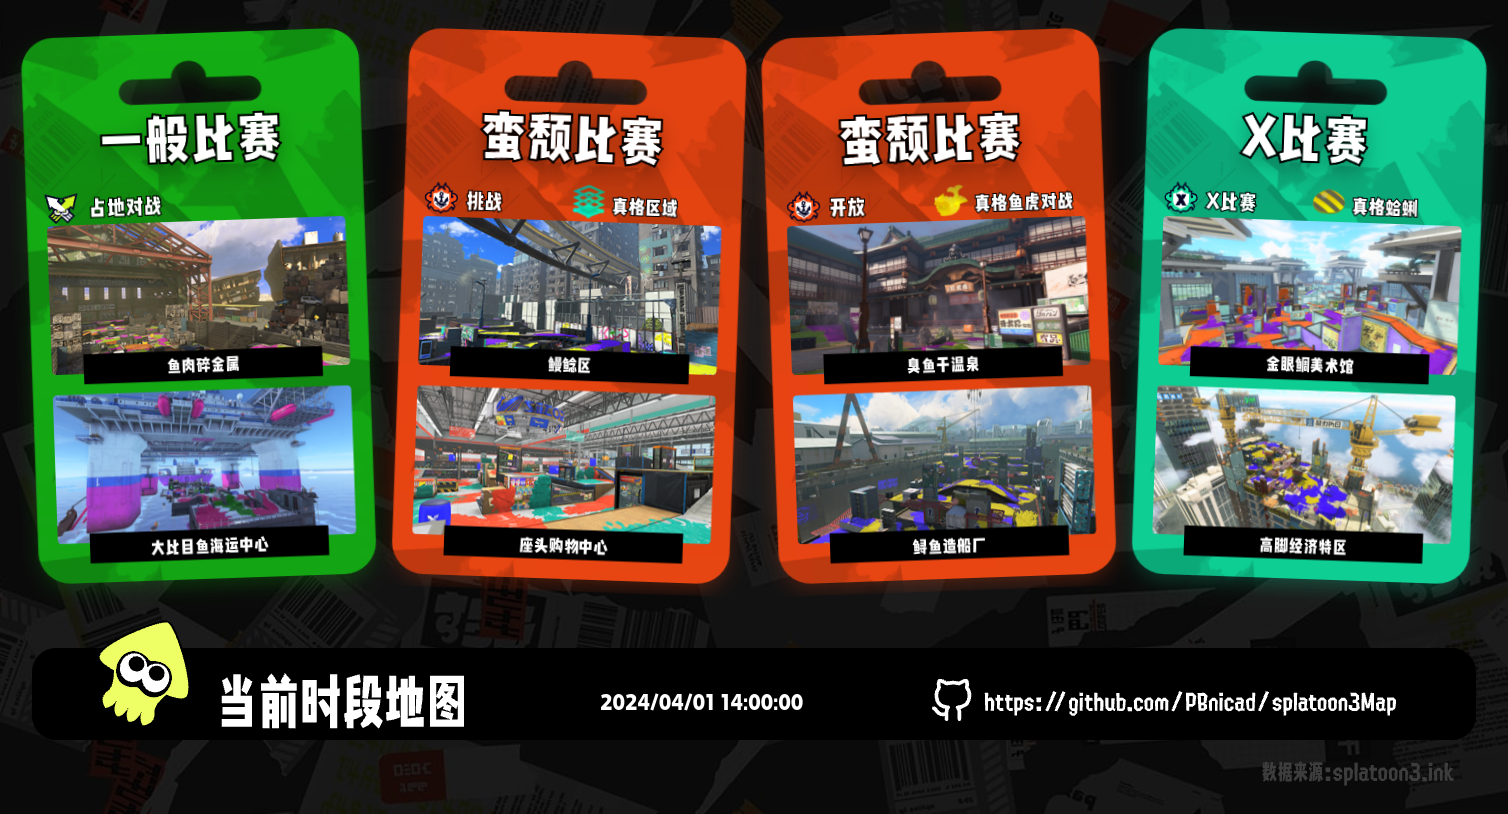 一般比赛
占地对战
鱼肉碎金属
大比目鱼海运中心
蛮颓比赛
挑战
真格区域
鳗鲶区
座头购物中心
蛮颓比赛
开放
真格鱼虎对战
臭鱼干温泉
鲟鱼造船厂
X比赛
X比赛
真格蛤蜊
金眼鲷美术馆
高脚经济特区
当前时段地图
2024/04/01 14:00:00
https://github.com/PBnicad/splatoon3Map
数据来源:splatoon3.ink